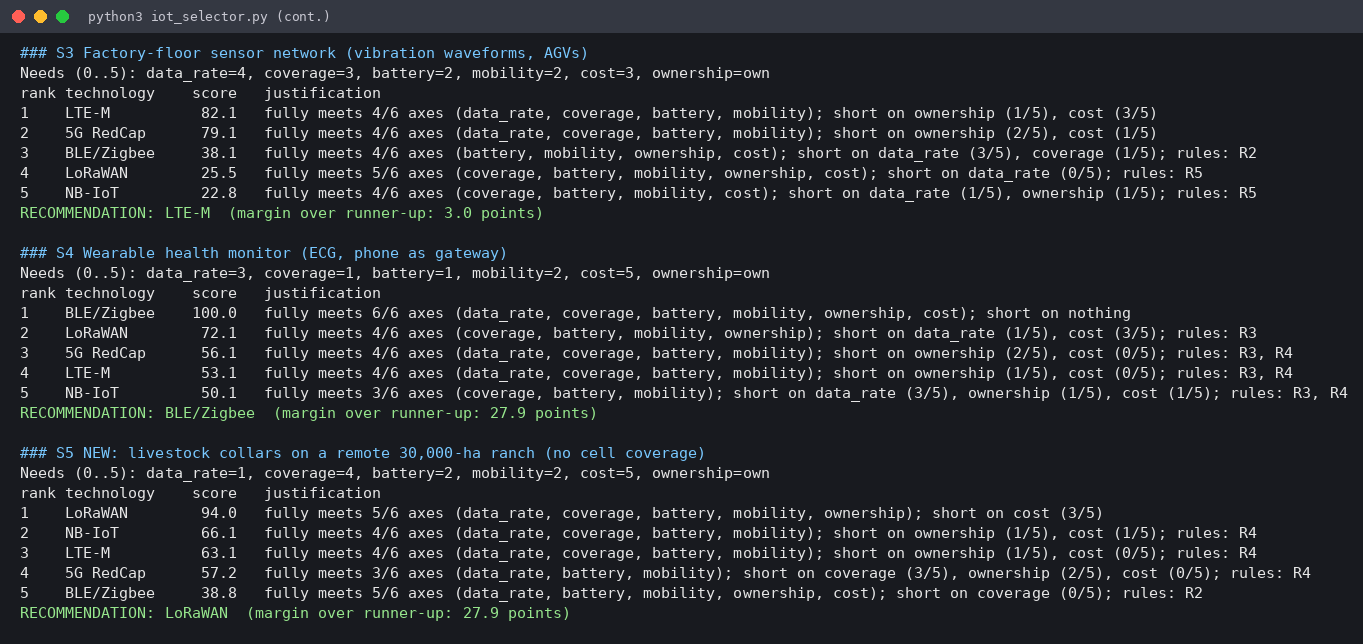 python3 iot_selector.py (cont.)
### S3 Factory-floor sensor network (vibration waveforms, AGVs)
Needs (0..5): data_rate=4, coverage=3, battery=2, mobility=2, cost=3, ownership=own
rank technology    score   justification
1    LTE-M          82.1   fully meets 4/6 axes (data_rate, coverage, battery, mobility); short on ownership (1/5), cost (3/5)
2    5G RedCap      79.1   fully meets 4/6 axes (data_rate, coverage, battery, mobility); short on ownership (2/5), cost (1/5)
3    BLE/Zigbee     38.1   fully meets 4/6 axes (battery, mobility, ownership, cost); short on data_rate (3/5), coverage (1/5); rules: R2
4    LoRaWAN        25.5   fully meets 5/6 axes (coverage, battery, mobility, ownership, cost); short on data_rate (0/5); rules: R5
5    NB-IoT         22.8   fully meets 4/6 axes (coverage, battery, mobility, cost); short on data_rate (1/5), ownership (1/5); rules: R5
RECOMMENDATION: LTE-M  (margin over runner-up: 3.0 points)
### S4 Wearable health monitor (ECG, phone as gateway)
Needs (0..5): data_rate=3, coverage=1, battery=1, mobility=2, cost=5, ownership=own
rank technology    score   justification
1    BLE/Zigbee    100.0   fully meets 6/6 axes (data_rate, coverage, battery, mobility, ownership, cost); short on nothing
2    LoRaWAN        72.1   fully meets 4/6 axes (coverage, battery, mobility, ownership); short on data_rate (1/5), cost (3/5); rules: R3
3    5G RedCap      56.1   fully meets 4/6 axes (data_rate, coverage, battery, mobility); short on ownership (2/5), cost (0/5); rules: R3, R4
4    LTE-M          53.1   fully meets 4/6 axes (data_rate, coverage, battery, mobility); short on ownership (1/5), cost (0/5); rules: R3, R4
5    NB-IoT         50.1   fully meets 3/6 axes (coverage, battery, mobility); short on data_rate (3/5), ownership (1/5), cost (1/5); rules: R3, R4
RECOMMENDATION: BLE/Zigbee  (margin over runner-up: 27.9 points)
### S5 NEW: livestock collars on a remote 30,000-ha ranch (no cell coverage)
Needs (0..5): data_rate=1, coverage=4, battery=2, mobility=2, cost=5, ownership=own
rank technology    score   justification
1    LoRaWAN        94.0   fully meets 5/6 axes (data_rate, coverage, battery, mobility, ownership); short on cost (3/5)
2    NB-IoT         66.1   fully meets 4/6 axes (data_rate, coverage, battery, mobility); short on ownership (1/5), cost (1/5); rules: R4
3    LTE-M          63.1   fully meets 4/6 axes (data_rate, coverage, battery, mobility); short on ownership (1/5), cost (0/5); rules: R4
4    5G RedCap      57.2   fully meets 3/6 axes (data_rate, battery, mobility); short on coverage (3/5), ownership (2/5), cost (0/5); rules: R4
5    BLE/Zigbee     38.8   fully meets 5/6 axes (data_rate, battery, mobility, ownership, cost); short on coverage (0/5); rules: R2
RECOMMENDATION: LoRaWAN  (margin over runner-up: 27.9 points)